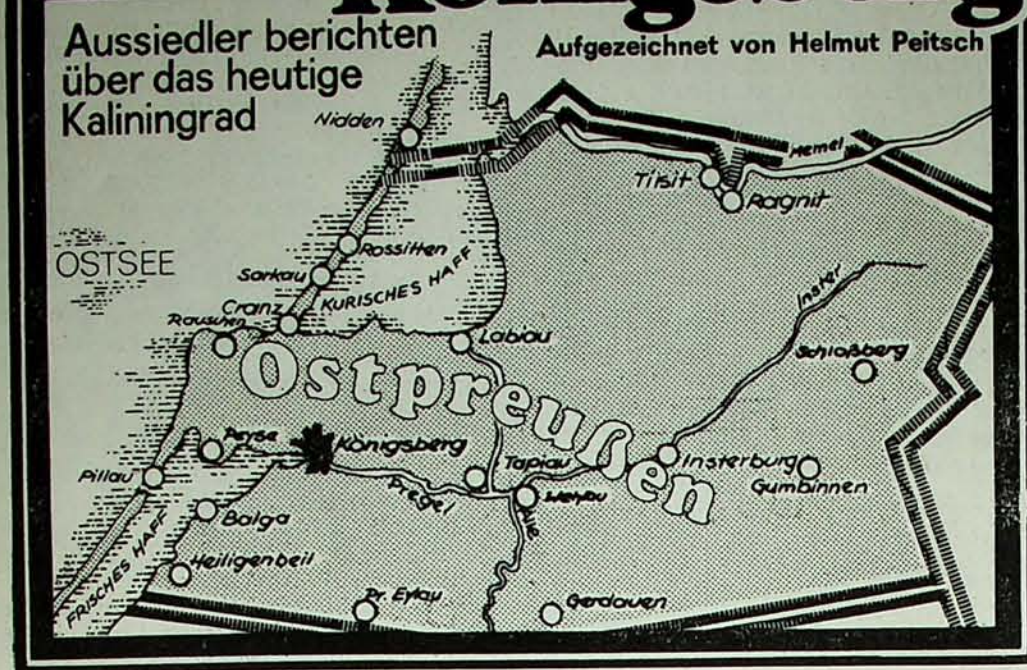 Königsberg
Aussiedler berichten
über das heutige
Kaliningrad
Aufgezeichnet von Helmut Peitsch
Nidden
Memel
Tilsit
Ragnit
OSTSEE
Rossitten
Sarkau
KURISCHES HAFF
Cranz
Rauschen
Inster
Labiau
Schloßberg
Ostpreußen
Peyse
Königsberg
Tapiau
Insterburg
Pillau
Pregel
Wehlau
Gumbinnen
Balga
Alle
FRISCHES HAFF
Heiligenbeil
Pr. Eylau
Gerdauen